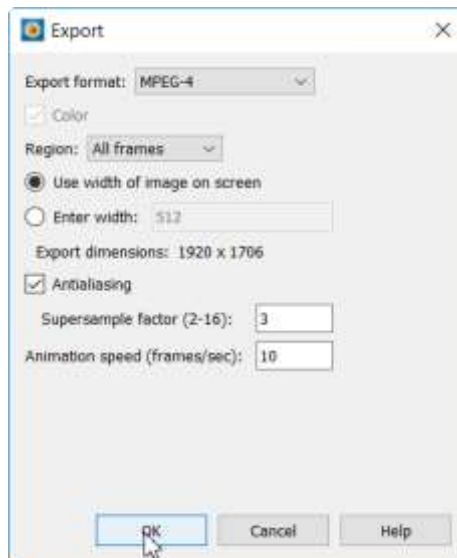 Export
Export format: MPEG-4
Color
Region: All frames
Use width of image on screen
Enter width: 512
Export dimensions: 1920 x 1706
Antialiasing
Supersample factor (2-16): 3
Animation speed (frames/sec): 10
OK Cancel Help